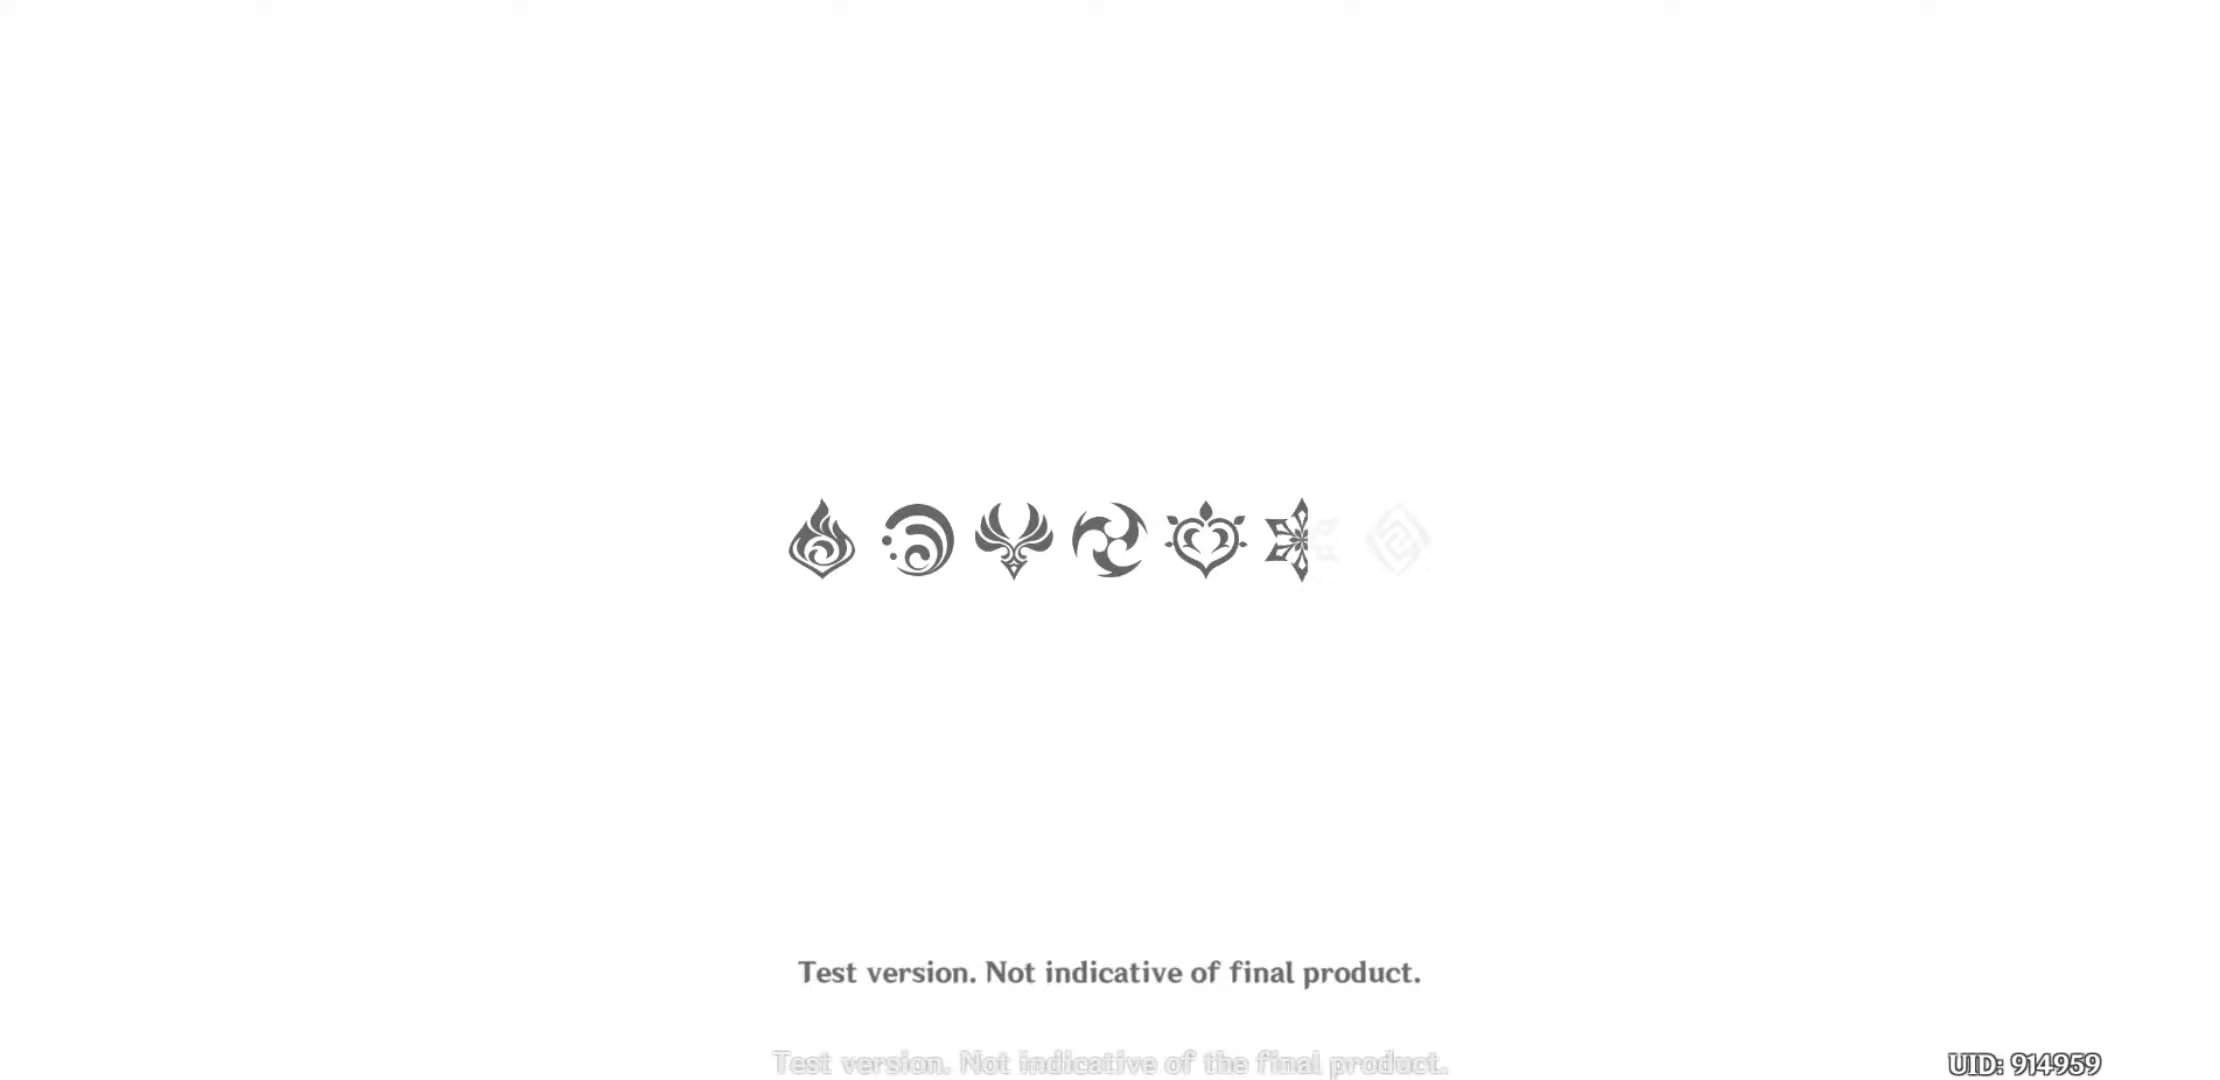 Test version. Not indicative of final product.
Test version. Not indicative of the final product.
UID: 914959